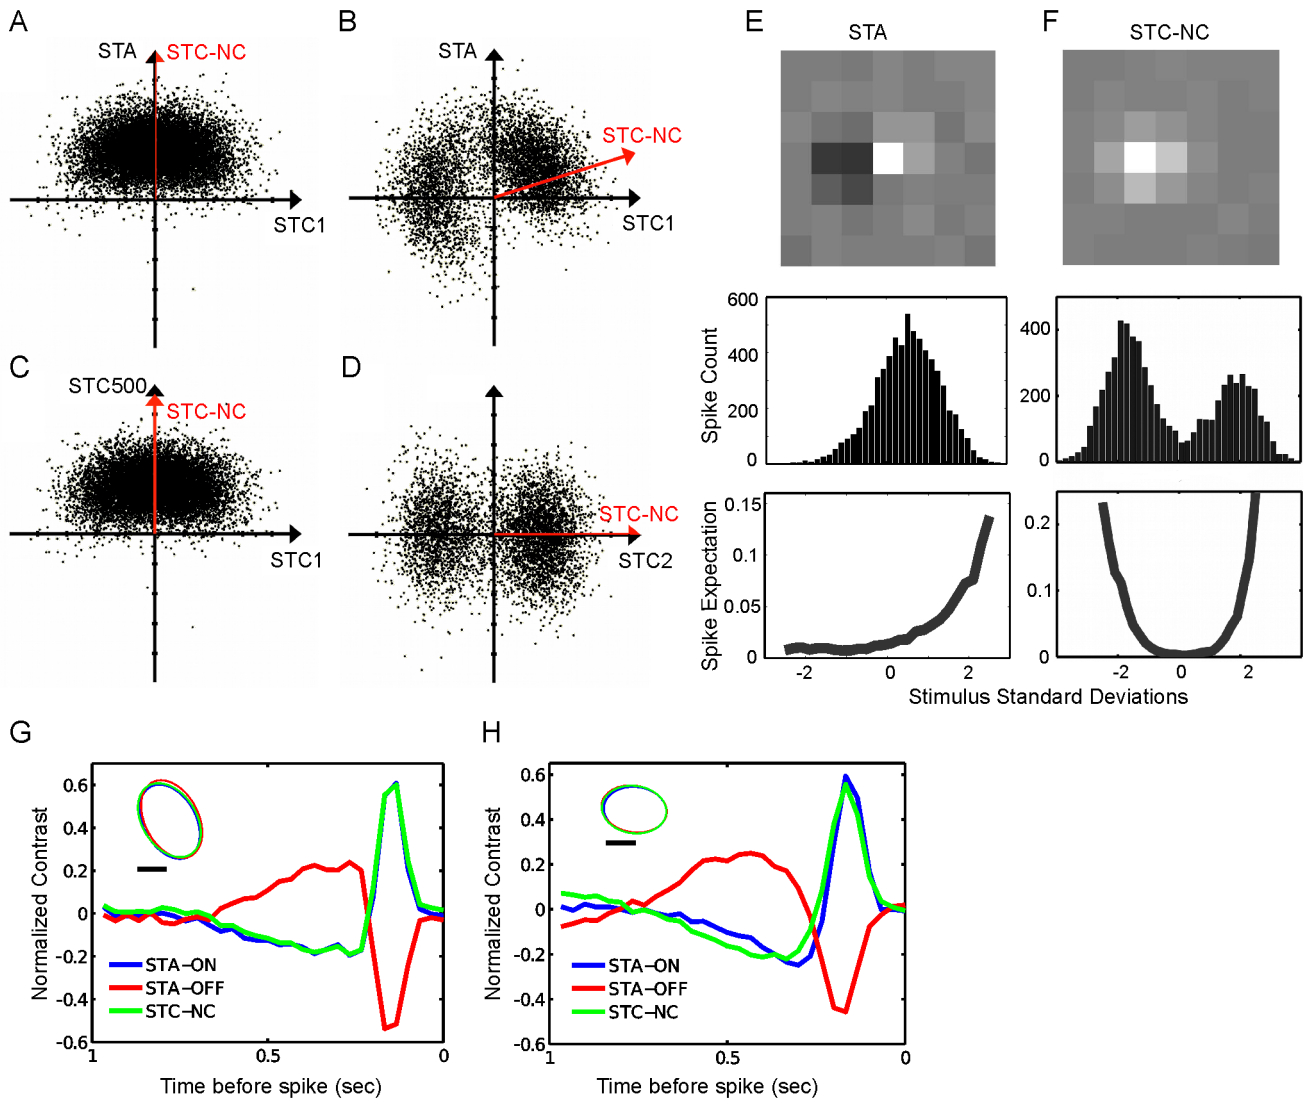 A
STA
STC-NC
STC1
B
STA
STC-NC
STC1
C
STC500
STC-NC
STC1
D
STC-NC
STC2
E
STA
F
STC-NC
Spike Count
600
400
200
0
400
200
0
Spike Expectation
0.15
0.1
0.05
0
-2
0
2
0.2
0.1
0
-2
0
2
Stimulus Standard Deviations
G
Normalized Contrast
0.6
0.4
0.2
0
-0.2
-0.4
-0.6
STA-ON
STA-OFF
STC-NC
1
0.5
0
Time before spike (sec)
H
Normalized Contrast
0.6
0.4
0.2
0
-0.2
-0.4
-0.6
STA-ON
STA-OFF
STC-NC
1
0.5
0
Time before spike (sec)